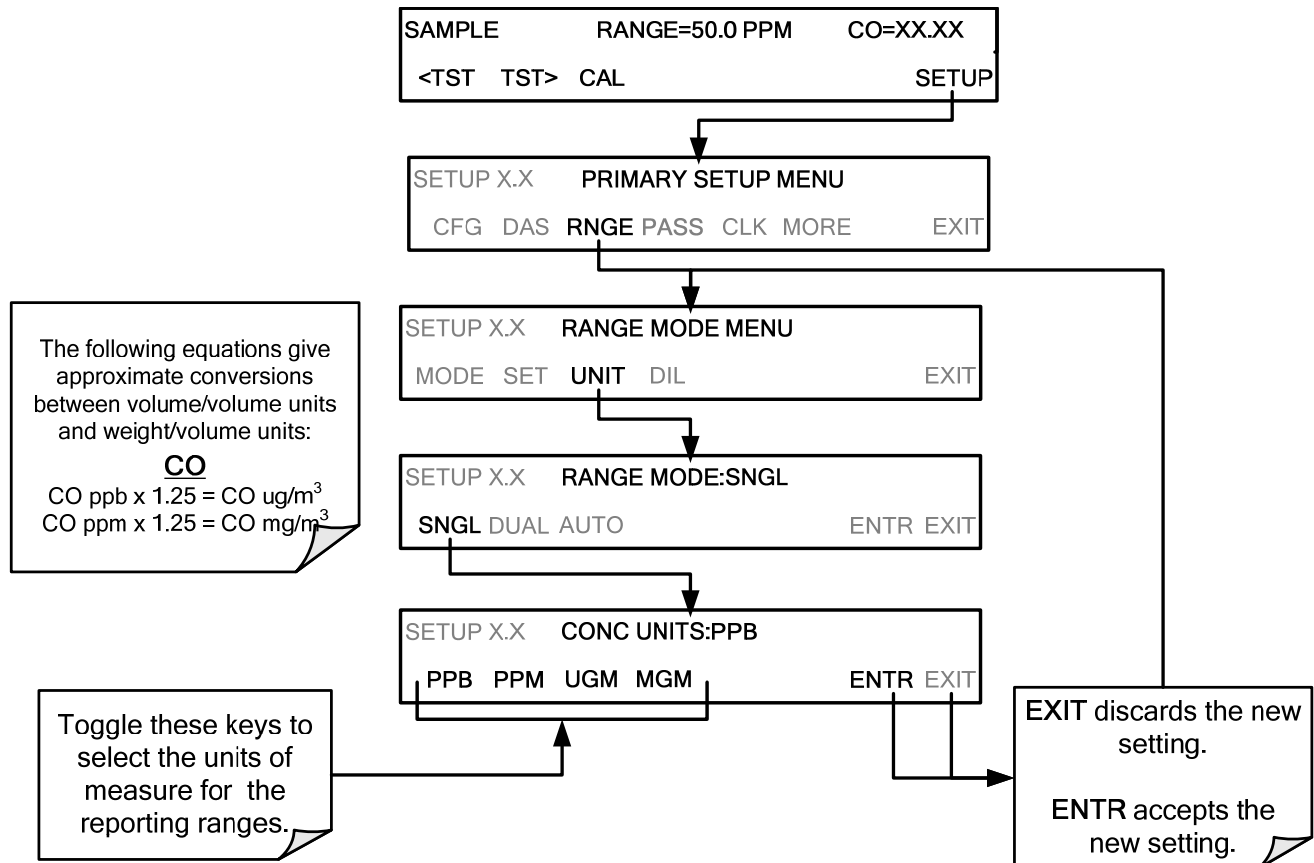 SAMPLE RANGE=50.0 PPM CO=XX.XX
<TST TST> CAL SETUP
SETUP X.X PRIMARY SETUP MENU
CFG DAS RNGE PASS CLK MORE EXIT
SETUP X.X RANGE MODE MENU
MODE SET UNIT DIL EXIT
The following equations give
approximate conversions
between volume/volume units
and weight/volume units:
CO
CO ppb x 1.25 = CO ug/m³
CO ppm x 1.25 = CO mg/m³
SETUP X.X RANGE MODE:SNGL
SNGL DUAL AUTO ENTR EXIT
SETUP X.X CONC UNITS:PPB
PPB PPM UGM MGM ENTR EXIT
Toggle these keys to
select the units of
measure for the
reporting ranges.
EXIT discards the new
setting.
ENTR accepts the
new setting.